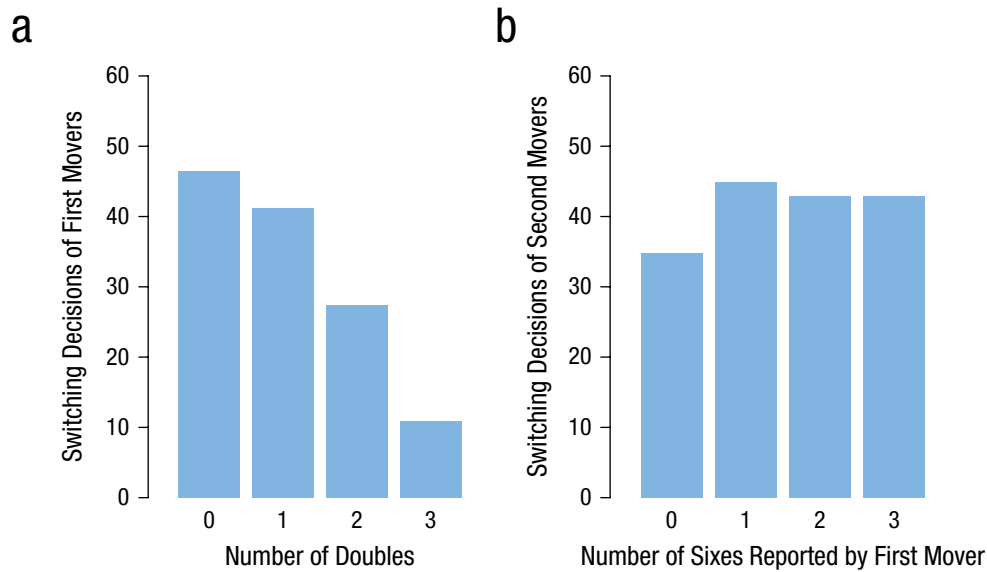 a
Switching Decisions of First Movers
60
50
40
30
20
10
0
0 1 2 3
Number of Doubles
b
Switching Decisions of Second Movers
60
50
40
30
20
10
0
0 1 2 3
Number of Sixes Reported by First Mover